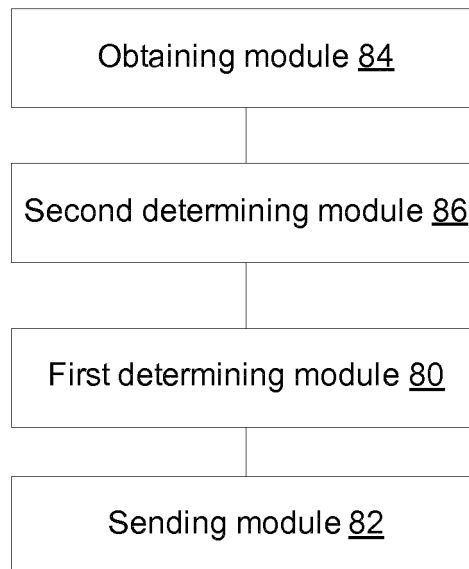 Obtaining module 84
Second determining module 86
First determining module 80
Sending module 82